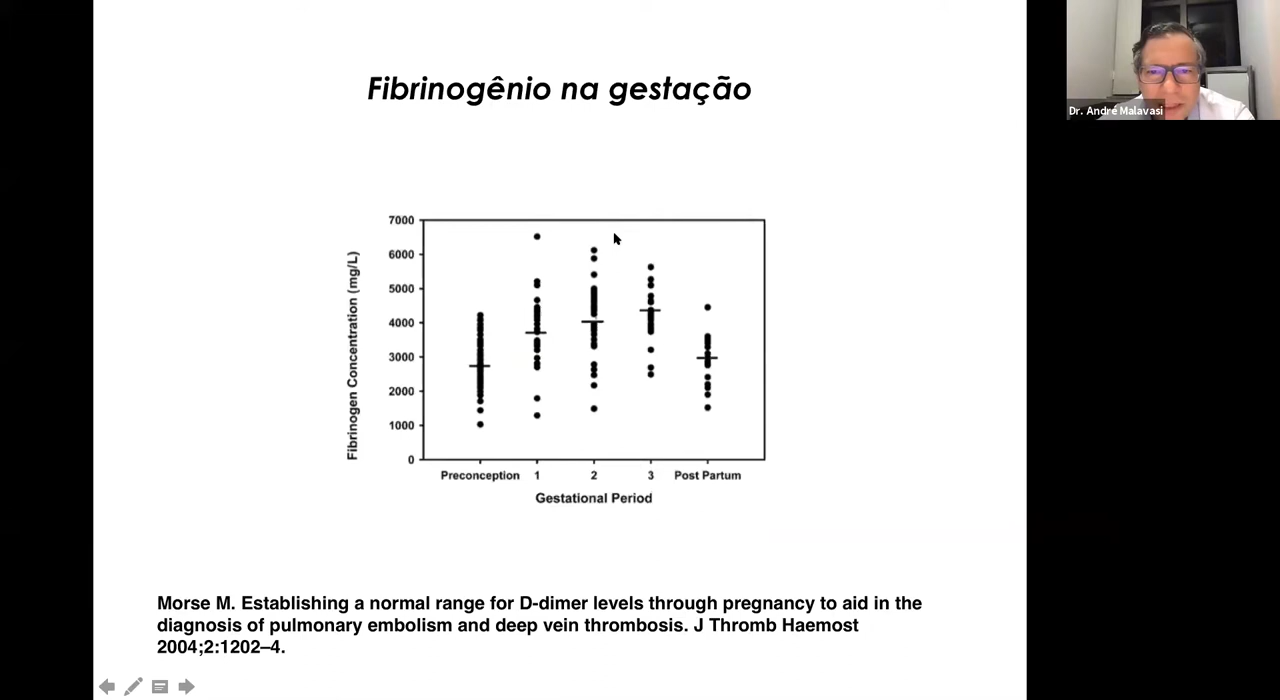 Fibrinogênio na gestação
Dr. André Malavasi
7000
6000
5000
4000
3000
2000
1000
0
Fibrinogen Concentration (mg/L)
Preconception 1 2 3 Post Partum
Gestational Period
Morse M. Establishing a normal range for D-dimer levels through pregnancy to aid in the
diagnosis of pulmonary embolism and deep vein thrombosis. J Thromb Haemost
2004;2:1202–4.